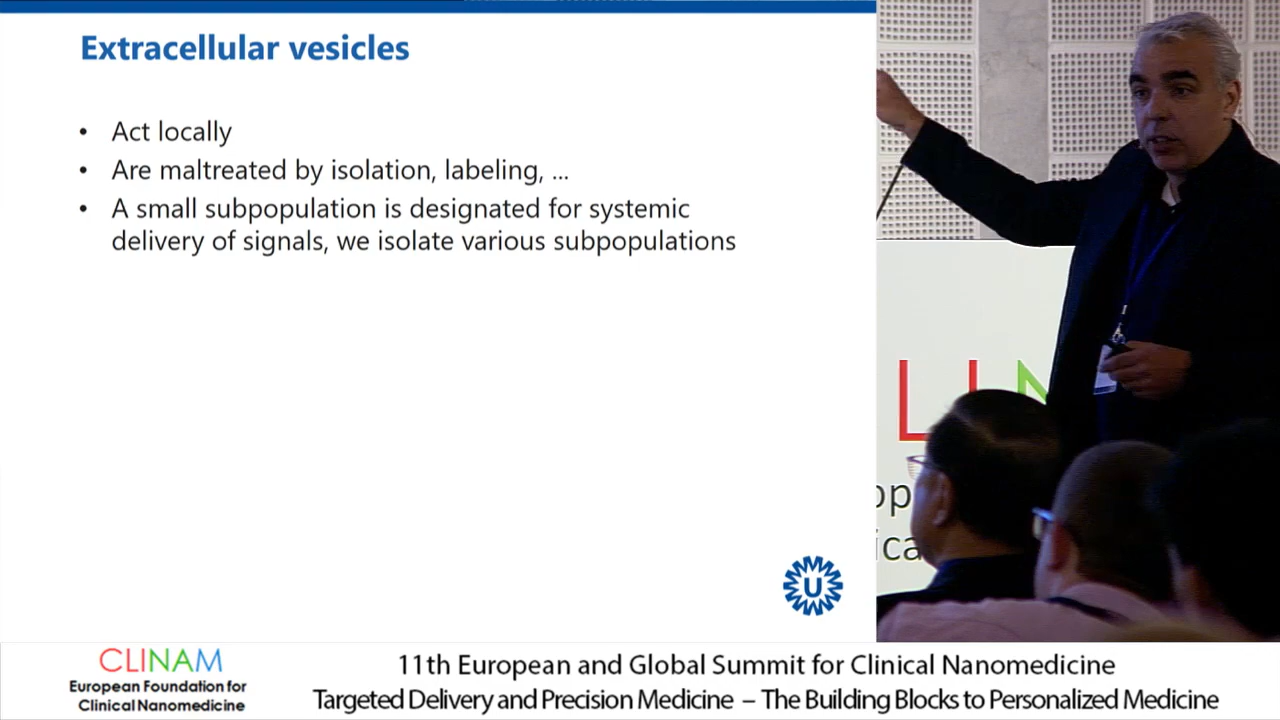 Extracellular vesicles
• Act locally
• Are maltreated by isolation, labeling, ...
• A small subpopulation is designated for systemic
delivery of signals, we isolate various subpopulations
U
CLINAM
European Foundation for
Clinical Nanomedicine
11th European and Global Summit for Clinical Nanomedicine
Targeted Delivery and Precision Medicine – The Building Blocks to Personalized Medicine